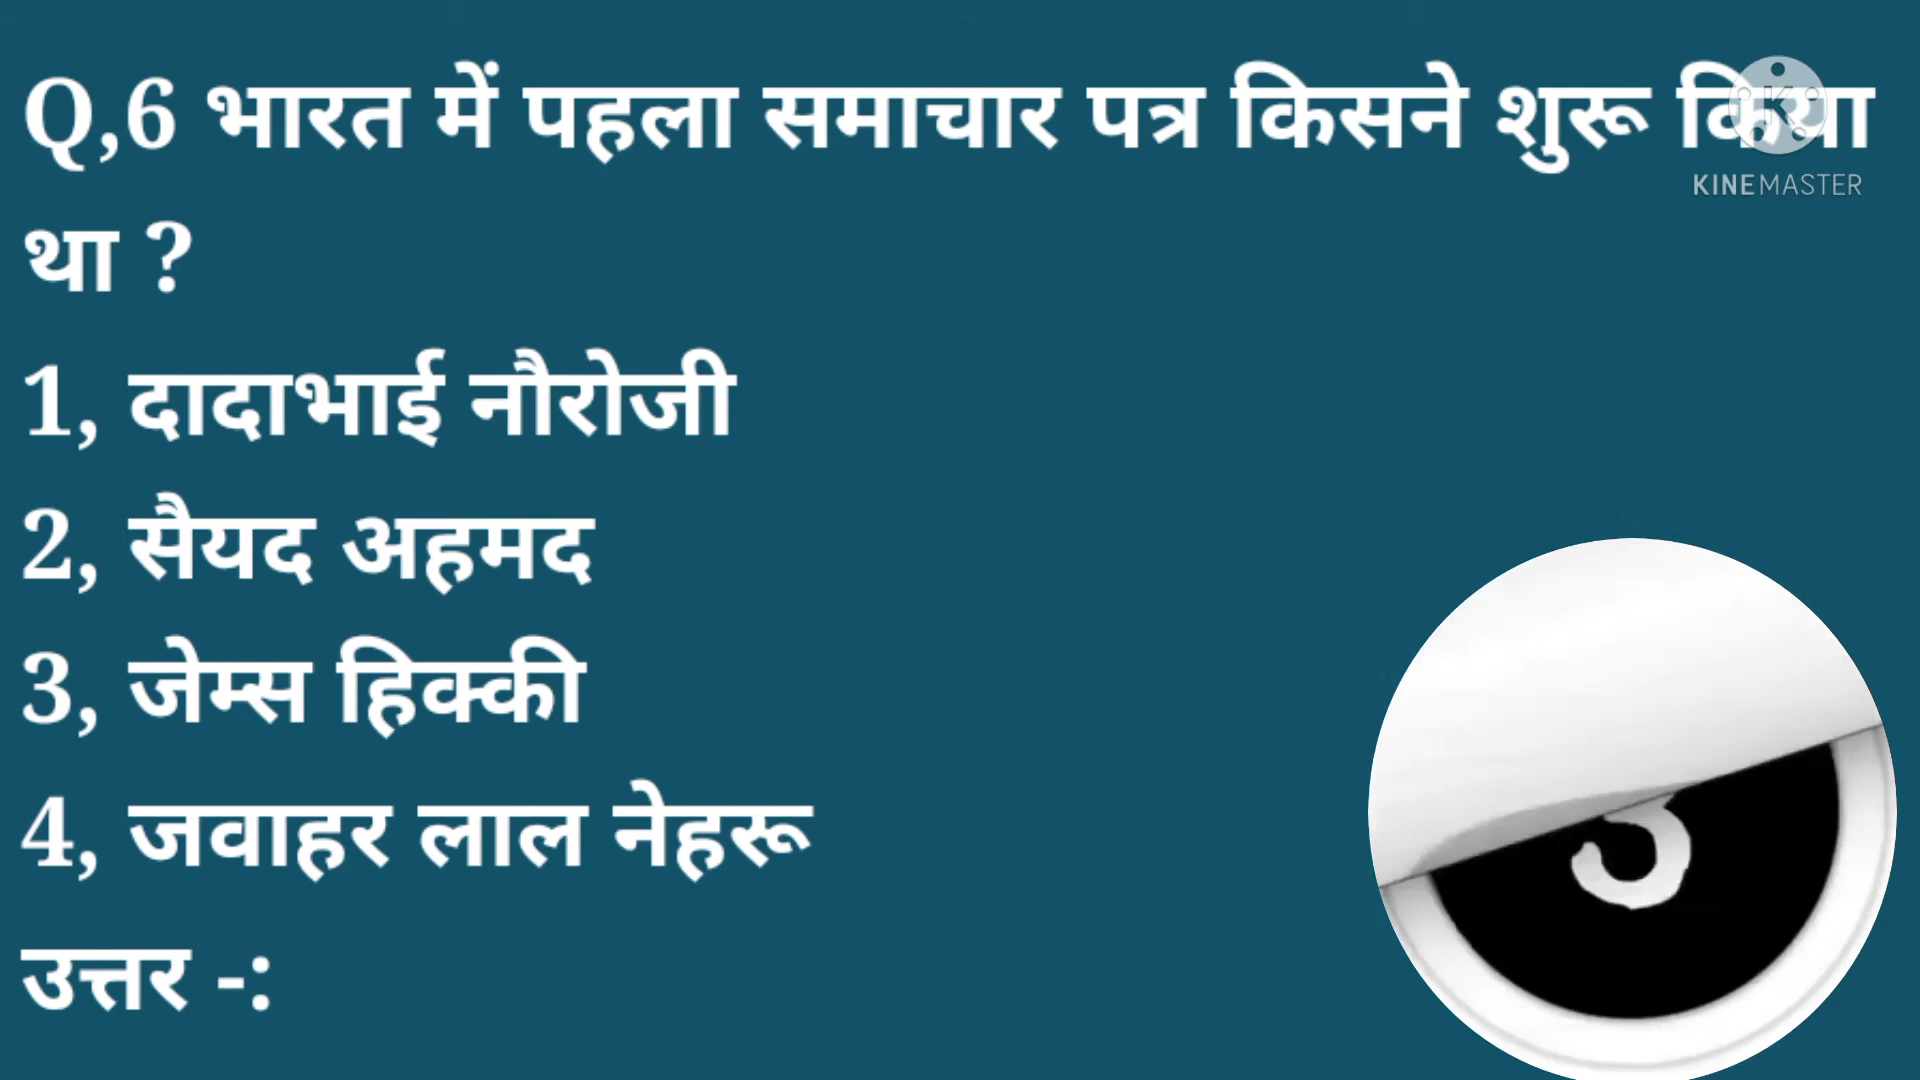 Q,6 भारत में पहला समाचार पत्र किसने शुरू किया
था ?
1, दादाभाई नौरोजी
2, सैयद अहमद
3, जेम्स हिक्की
4, जवाहर लाल नेहरू
उत्तर -:
KINEMASTER
K
3